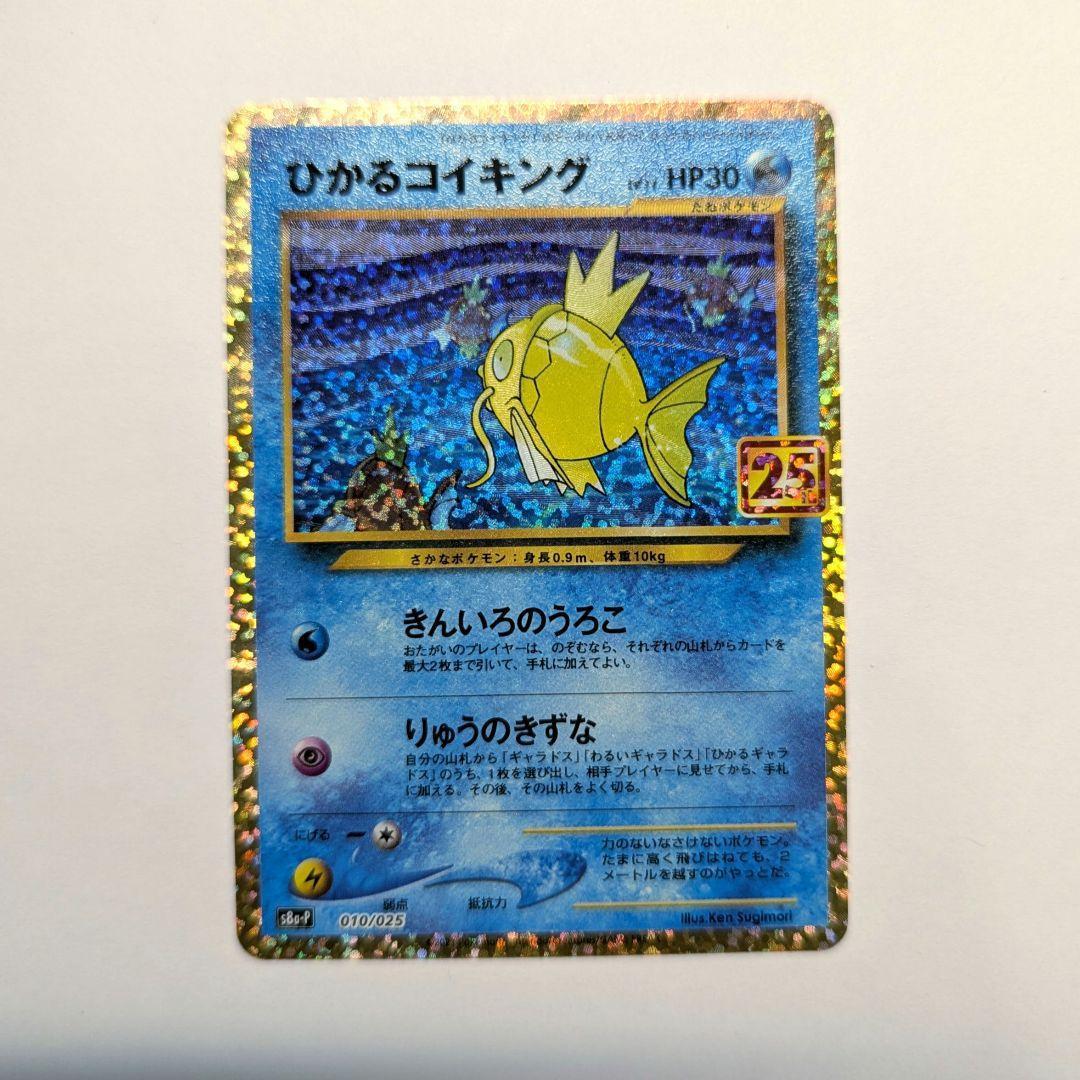 ひかるコイキング
HP30
たねポケモン
25
さかなポケモン：身長0.9m、体重10kg
きんいろのうろこ
おたがいのプレイヤーは、のぞむなら、それぞれの山札からカードを
最大2枚まで引いて、手札に加えてよい。
りゅうのきずな
自分の山札から「ギャラドス」「わるいギャラドス」「ひかるギャラ
ドス」のうち、1枚を選び出し、相手プレイヤーに見せてから、手札
に加える。その後、その山札をよく切る。
にげる
力のないなさけないポケモン。
たまに高く飛びはねても、2
メートルを越すのがやっとだ。
弱点
抵抗力
s8a-P
010/025
Illus.Ken Sugimori